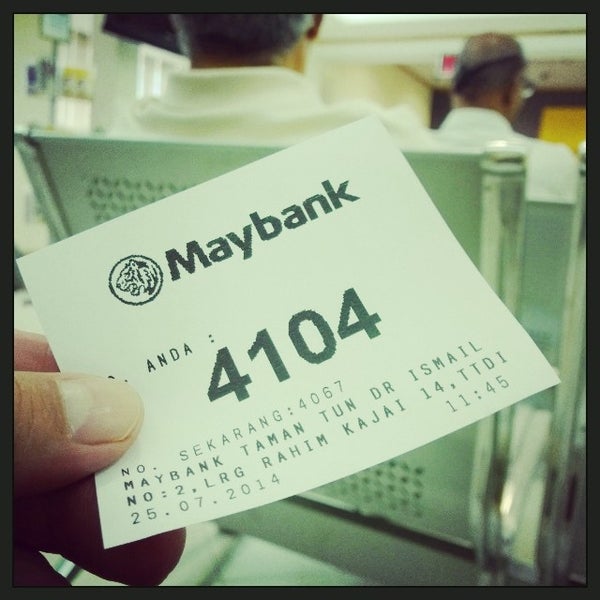 Maybank
ANDA :
4104
NO. SEKARANG:4067
MAYBANK TAMAN TUN DR ISMAIL
NO:2,LRG RAHIM KAJAI 14,TTDI
25.07.2014 11:45